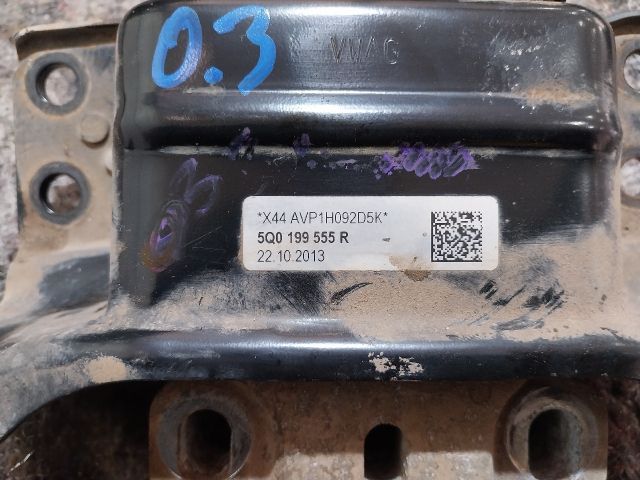 0.3
VWAG
*X44 AVP1H092D5K*
5Q0 199 555 R
22.10.2013